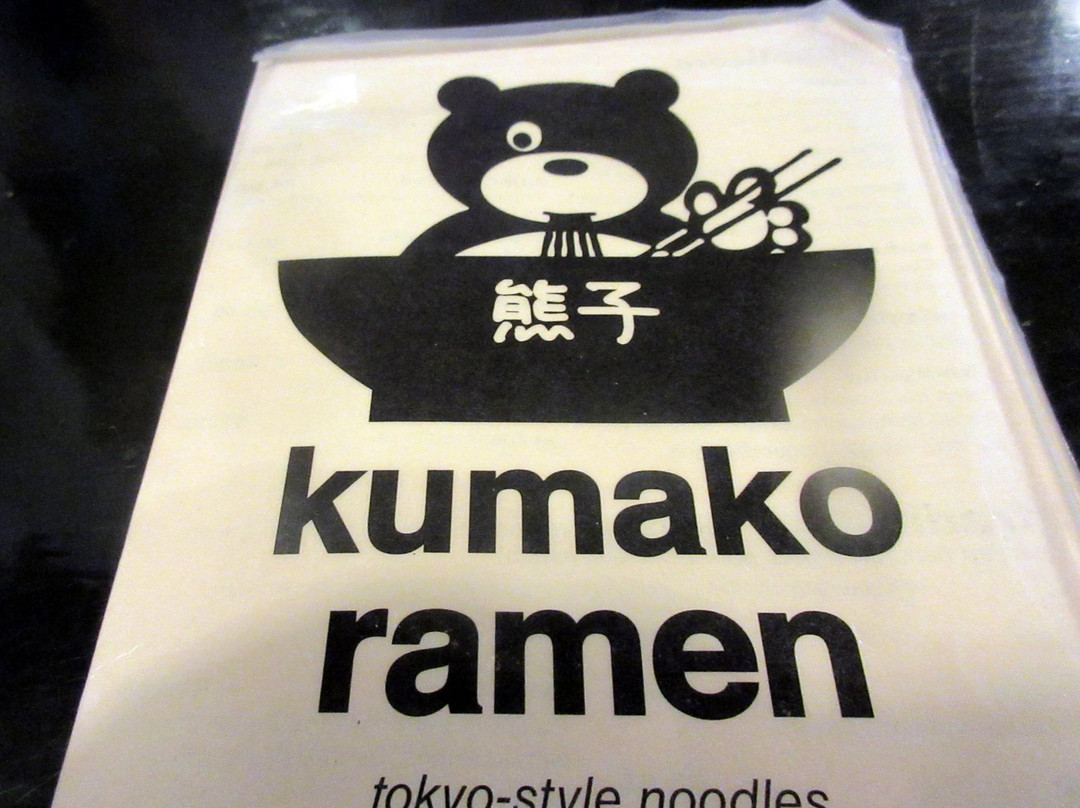 熊子
kumako
ramen
tokyo-style noodles